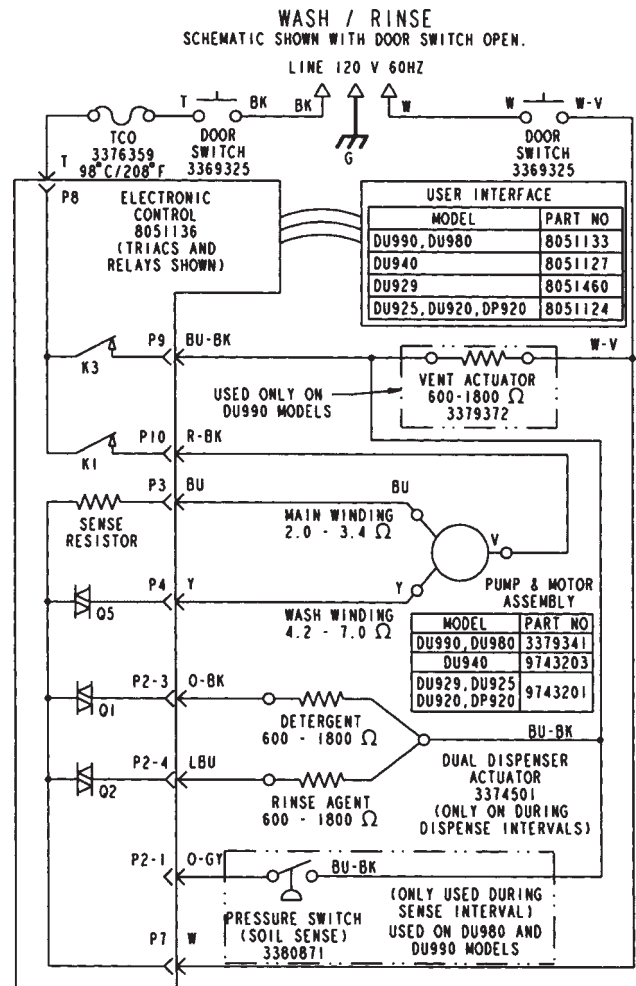 WASH / RINSE
SCHEMATIC SHOWN WITH DOOR SWITCH OPEN.
LINE 120 V 60HZ
T BK BK W W W-V
TCO
3376359
98°C/208°F
DOOR
SWITCH
3369325
G
DOOR
SWITCH
3369325
T
P8
ELECTRONIC
CONTROL
8051136
(TRIACS AND
RELAYS SHOWN)
USER INTERFACE
MODEL PART NO
DU990,DU980 8051133
DU940 8051127
DU929 8051460
DU925,DU920,DP920 8051124
K3 P9 BU-BK W-V
USED ONLY ON
DU990 MODELS
VENT ACTUATOR
600-1800 Ω
3379372
K1 P10 R-BK
P3 BU BU
SENSE
RESISTOR
MAIN WINDING
2.0 - 3.4 Ω
V
Q5 P4 Y Y
WASH WINDING
4.2 - 7.0 Ω
PUMP & MOTOR
ASSEMBLY
MODEL PART NO
DU990,DU980 3379341
DU940 9743203
DU929,DU925
DU920,DP920 9743201
Q1 P2-3 O-BK
DETERGENT
600 - 1800 Ω
BU-BK
Q2 P2-4 LBU
RINSE AGENT
600 - 1800 Ω
DUAL DISPENSER
ACTUATOR
3374501
(ONLY ON DURING
DISPENSE INTERVALS)
P2-1 O-GY BU-BK
PRESSURE SWITCH
(SOIL SENSE)
3380871
(ONLY USED DURING
SENSE INTERVAL)
USED ON DU980 AND
DU990 MODELS
P7 W